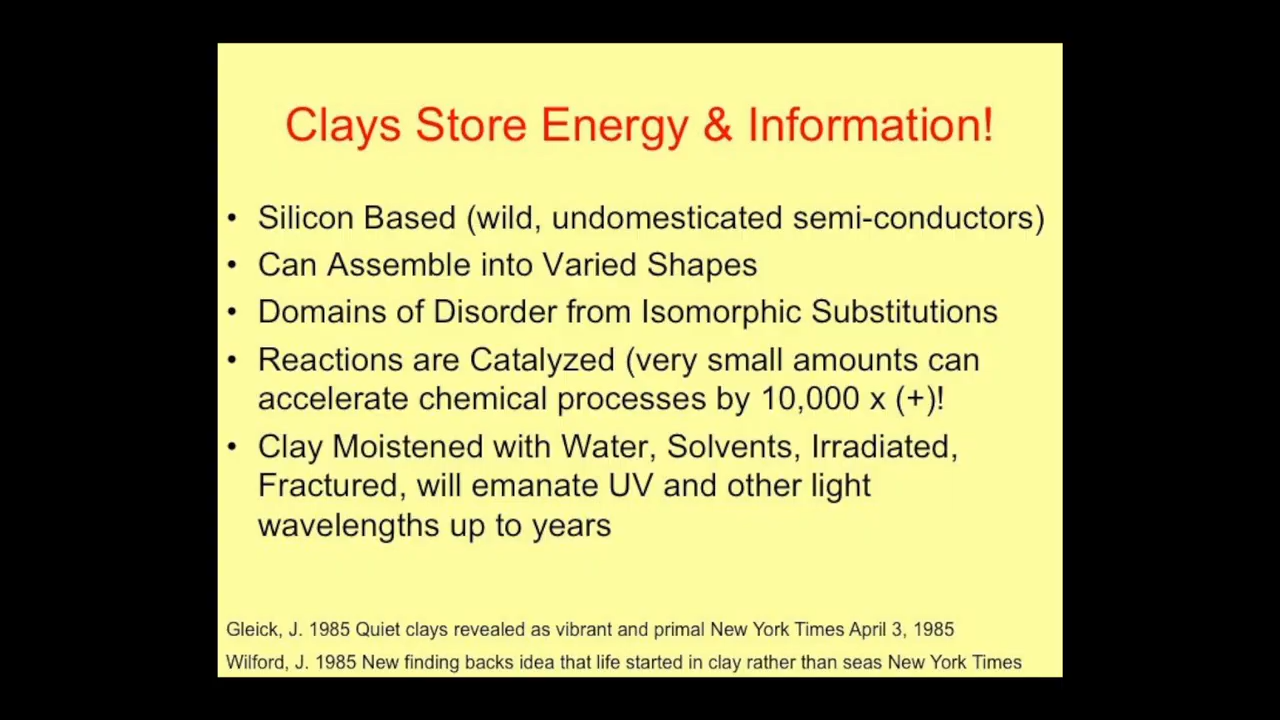 Clays Store Energy & Information!
• Silicon Based (wild, undomesticated semi-conductors)
• Can Assemble into Varied Shapes
• Domains of Disorder from Isomorphic Substitutions
• Reactions are Catalyzed (very small amounts can
accelerate chemical processes by 10,000 x (+)!
• Clay Moistened with Water, Solvents, Irradiated,
Fractured, will emanate UV and other light
wavelengths up to years
Gleick, J. 1985 Quiet clays revealed as vibrant and primal New York Times April 3, 1985
Wilford, J. 1985 New finding backs idea that life started in clay rather than seas New York Times